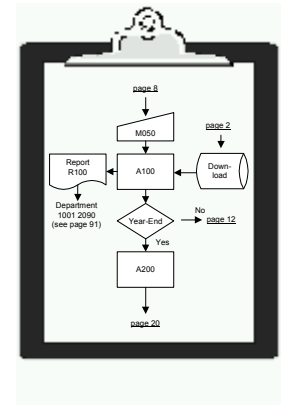 page 8
M050
page 2
Report
R100
A100
Down-
load
Department
1001 2090
(see page 91)
Year-End
No
page 12
Yes
A200
page 20